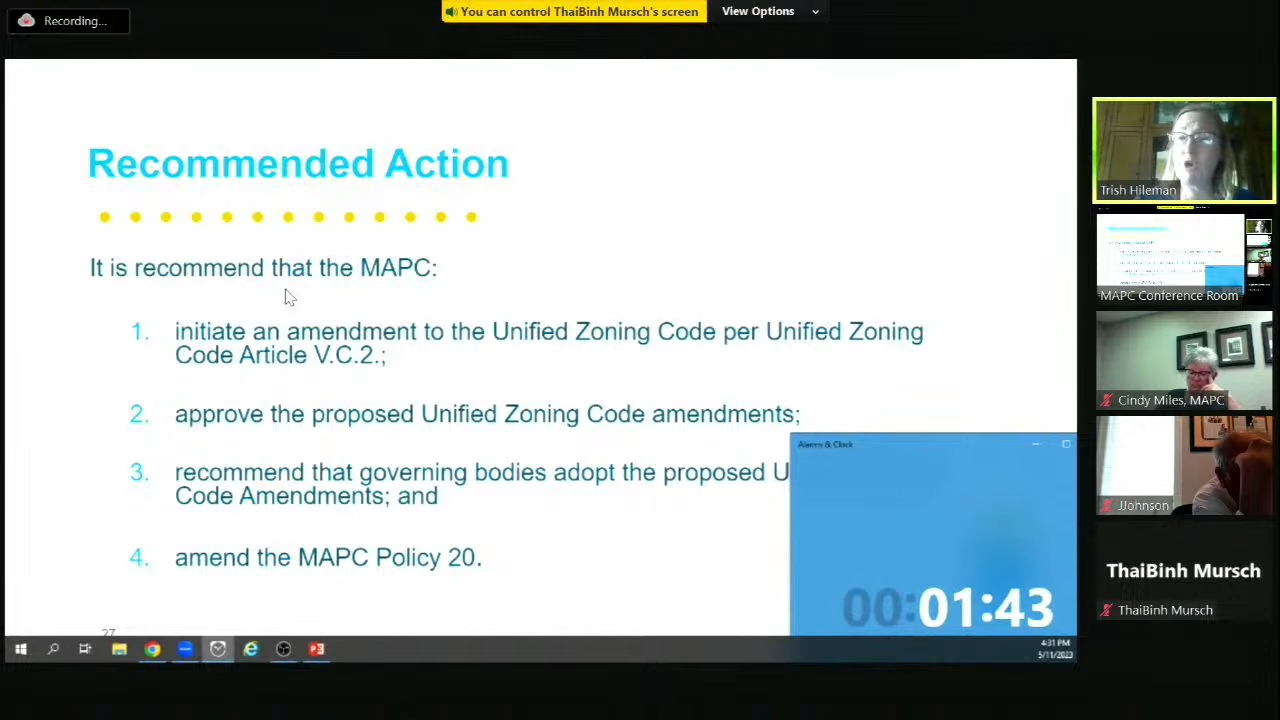 Recording...
You can control ThaiBinh Mursch's screen
View Options
Recommended Action
It is recommend that the MAPC:
1. initiate an amendment to the Unified Zoning Code per Unified Zoning
Code Article V.C.2.;
2. approve the proposed Unified Zoning Code amendments;
3. recommend that governing bodies adopt the proposed U
Code Amendments; and
4. amend the MAPC Policy 20.
27
Alarms & Clock
00:01:43
4:31 PM
5/11/2023
Trish Hileman
MAPC Conference Room
Cindy Miles, MAPC
JJohnson
ThaiBinh Mursch
ThaiBinh Mursch